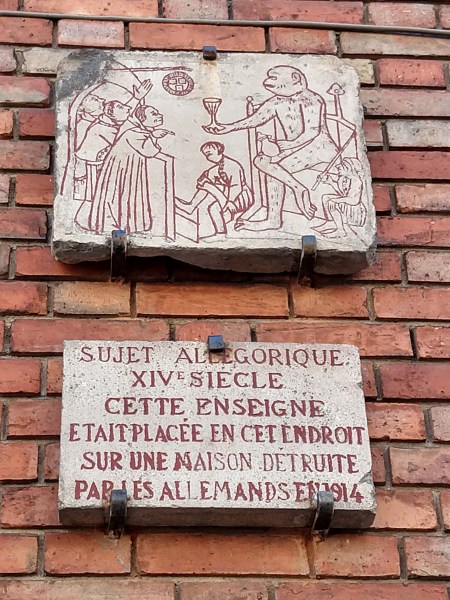 SUJET ALLEGORIQUE.
XIVᵉ SIECLE
CETTE ENSEIGNE
ETAIT PLACÉE EN CET ENDROIT
SUR UNE MAISON DETRUITE
PAR LES ALLEMANDS EN 1914